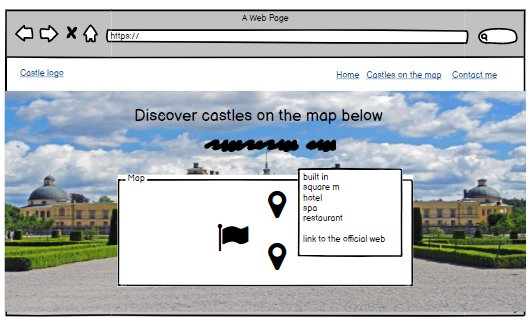 A Web Page
https://
Castle logo
Home Castles on the map Contact me
Discover castles on the map below
Map
built in
square m
hotel
spa
restaurant
link to the official web